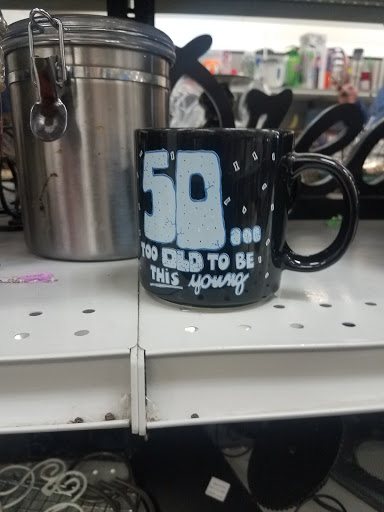 50...
TOO OLD TO BE
THIS young